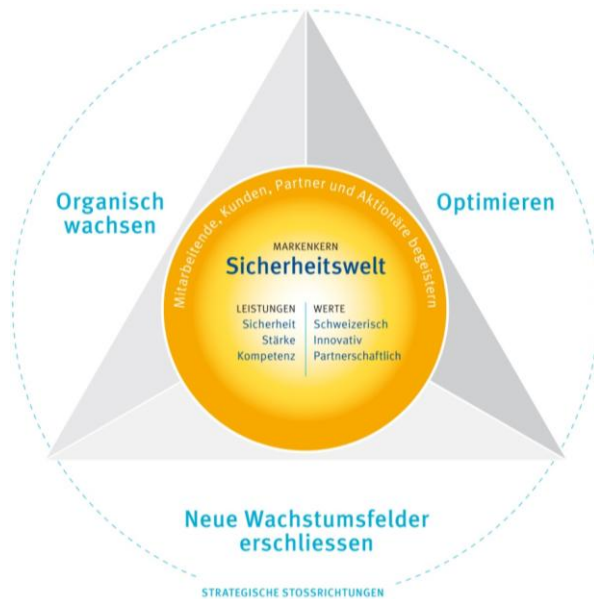 Organisch
wachsen
Optimieren
Mitarbeitende, Kunden, Partner und Aktionäre begeistern
MARKENKERN
Sicherheitswelt
LEISTUNGEN
Sicherheit
Stärke
Kompetenz
WERTE
Schweizerisch
Innovativ
Partnerschaftlich
Neue Wachstumsfelder
erschliessen
STRATEGISCHE STOSSRICHTUNGEN